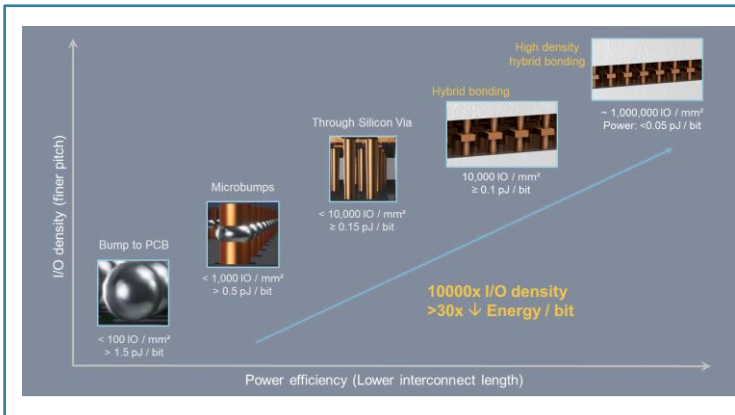 High density
hybrid bonding
~ 1,000,000 IO / mm²
Power: <0.05 pJ / bit
Hybrid bonding
10,000 IO / mm²
≥ 0.1 pJ / bit
Through Silicon Via
< 10,000 IO / mm²
≥ 0.15 pJ / bit
Microbumps
< 1,000 IO / mm²
> 0.5 pJ / bit
Bump to PCB
< 100 IO / mm²
> 1.5 pJ / bit
10000x I/O density
>30x ↓ Energy / bit
I/O density (finer pitch)
Power efficiency (Lower interconnect length)